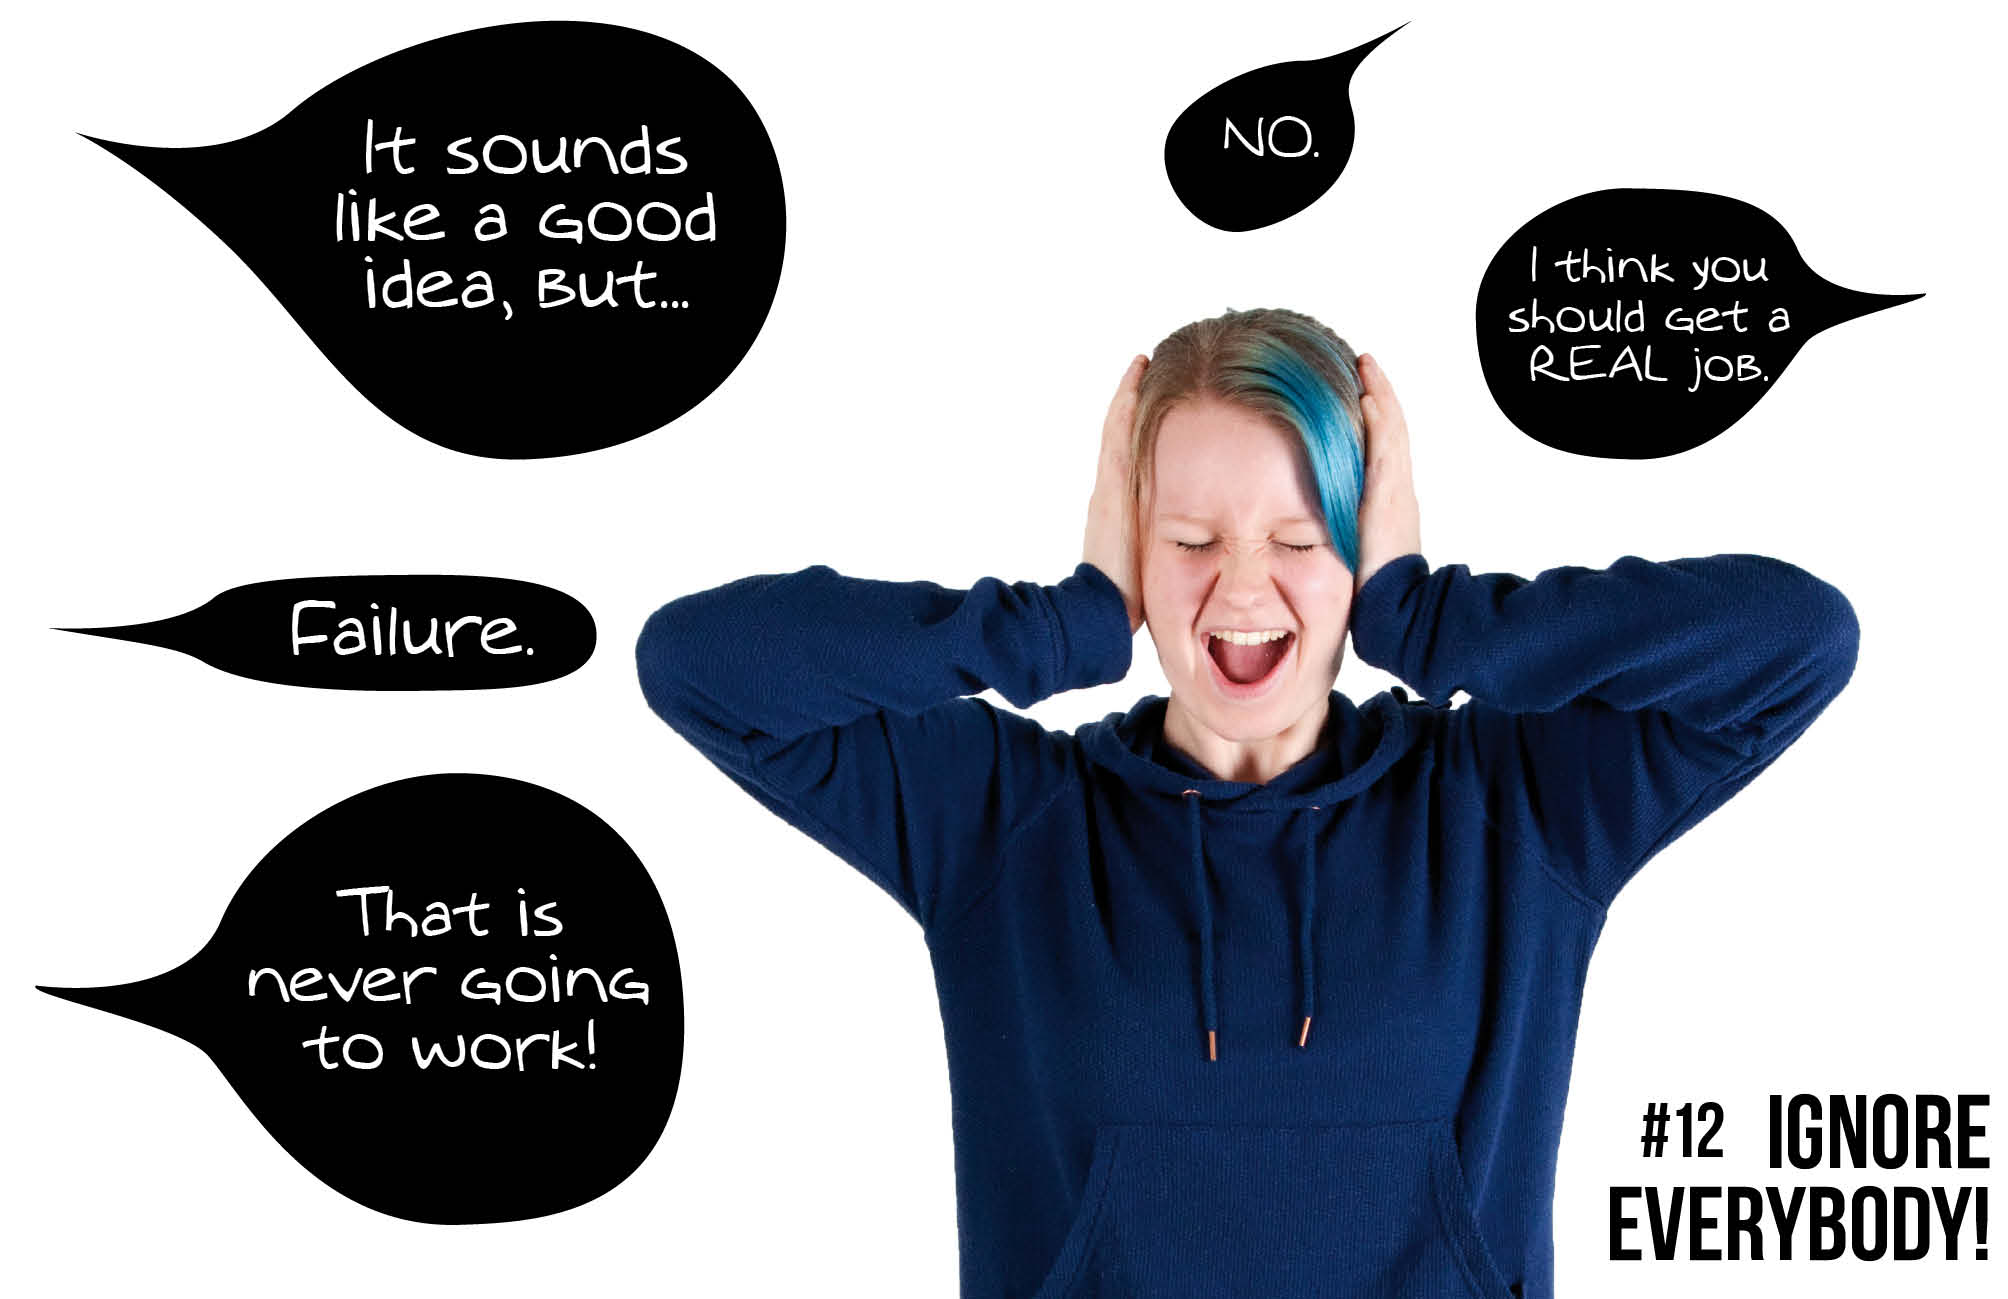 It sounds
like a good
idea, But...
NO.
I think you
should get a
REAL job.
Failure.
That is
never going
to work!
#12 IGNORE
EVERYBODY!